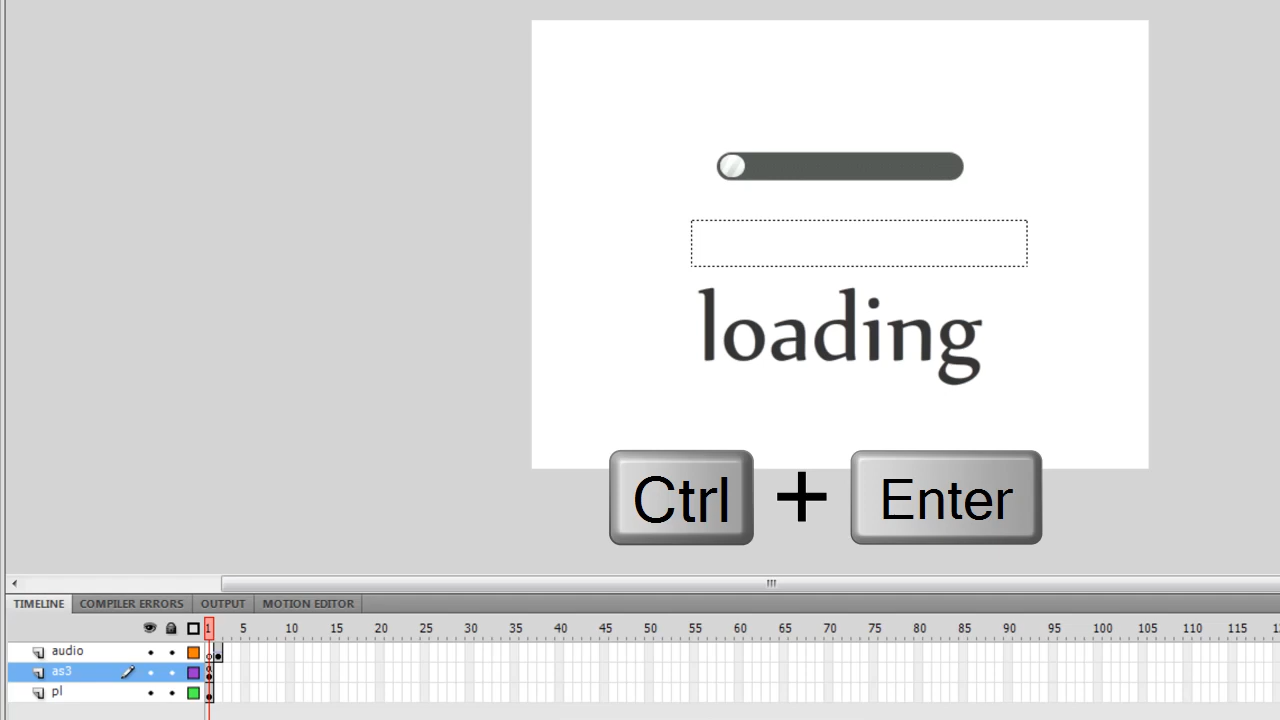 loading
Ctrl + Enter
TIMELINE COMPILER ERRORS OUTPUT MOTION EDITOR
1 5 10 15 20 25 30 35 40 45 50 55 60 65 70 75 80 85 90 95 100 105 110 115
audio
as3
pl